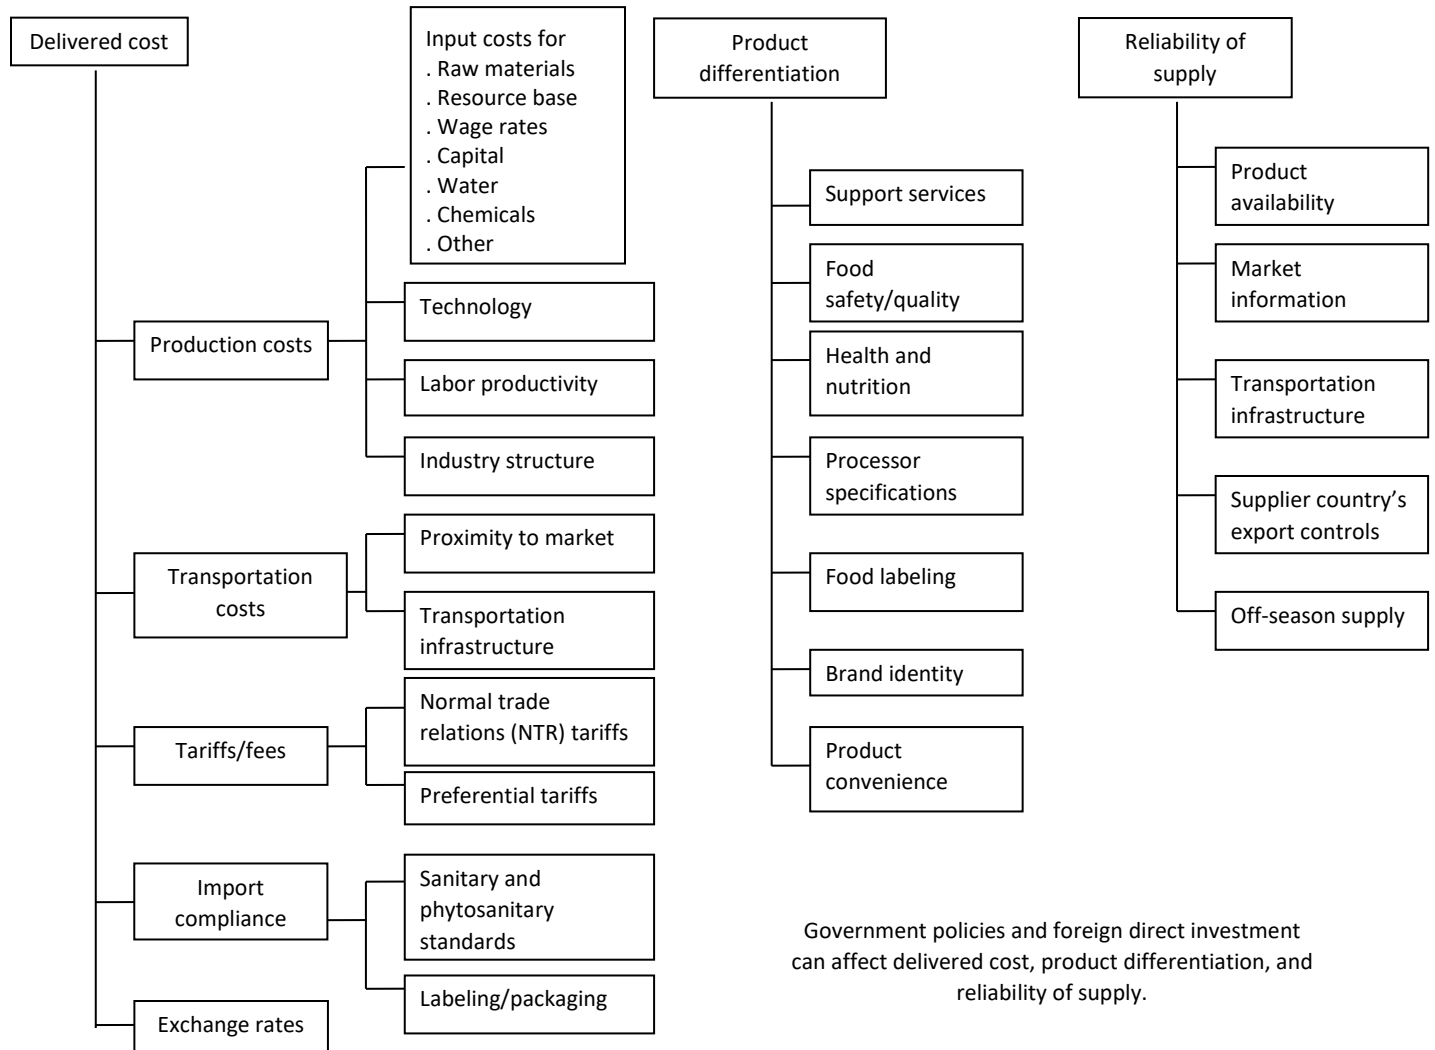 Delivered cost
Production costs
Input costs for
. Raw materials
. Resource base
. Wage rates
. Capital
. Water
. Chemicals
. Other
Technology
Labor productivity
Industry structure
Transportation
costs
Proximity to market
Transportation
infrastructure
Tariffs/fees
Normal trade
relations (NTR) tariffs
Preferential tariffs
Import
compliance
Sanitary and
phytosanitary
standards
Labeling/packaging
Exchange rates
Product
differentiation
Support services
Food
safety/quality
Health and
nutrition
Processor
specifications
Food labeling
Brand identity
Product
convenience
Reliability of
supply
Product
availability
Market
information
Transportation
infrastructure
Supplier country’s
export controls
Off-season supply
Government policies and foreign direct investment
can affect delivered cost, product differentiation, and
reliability of supply.